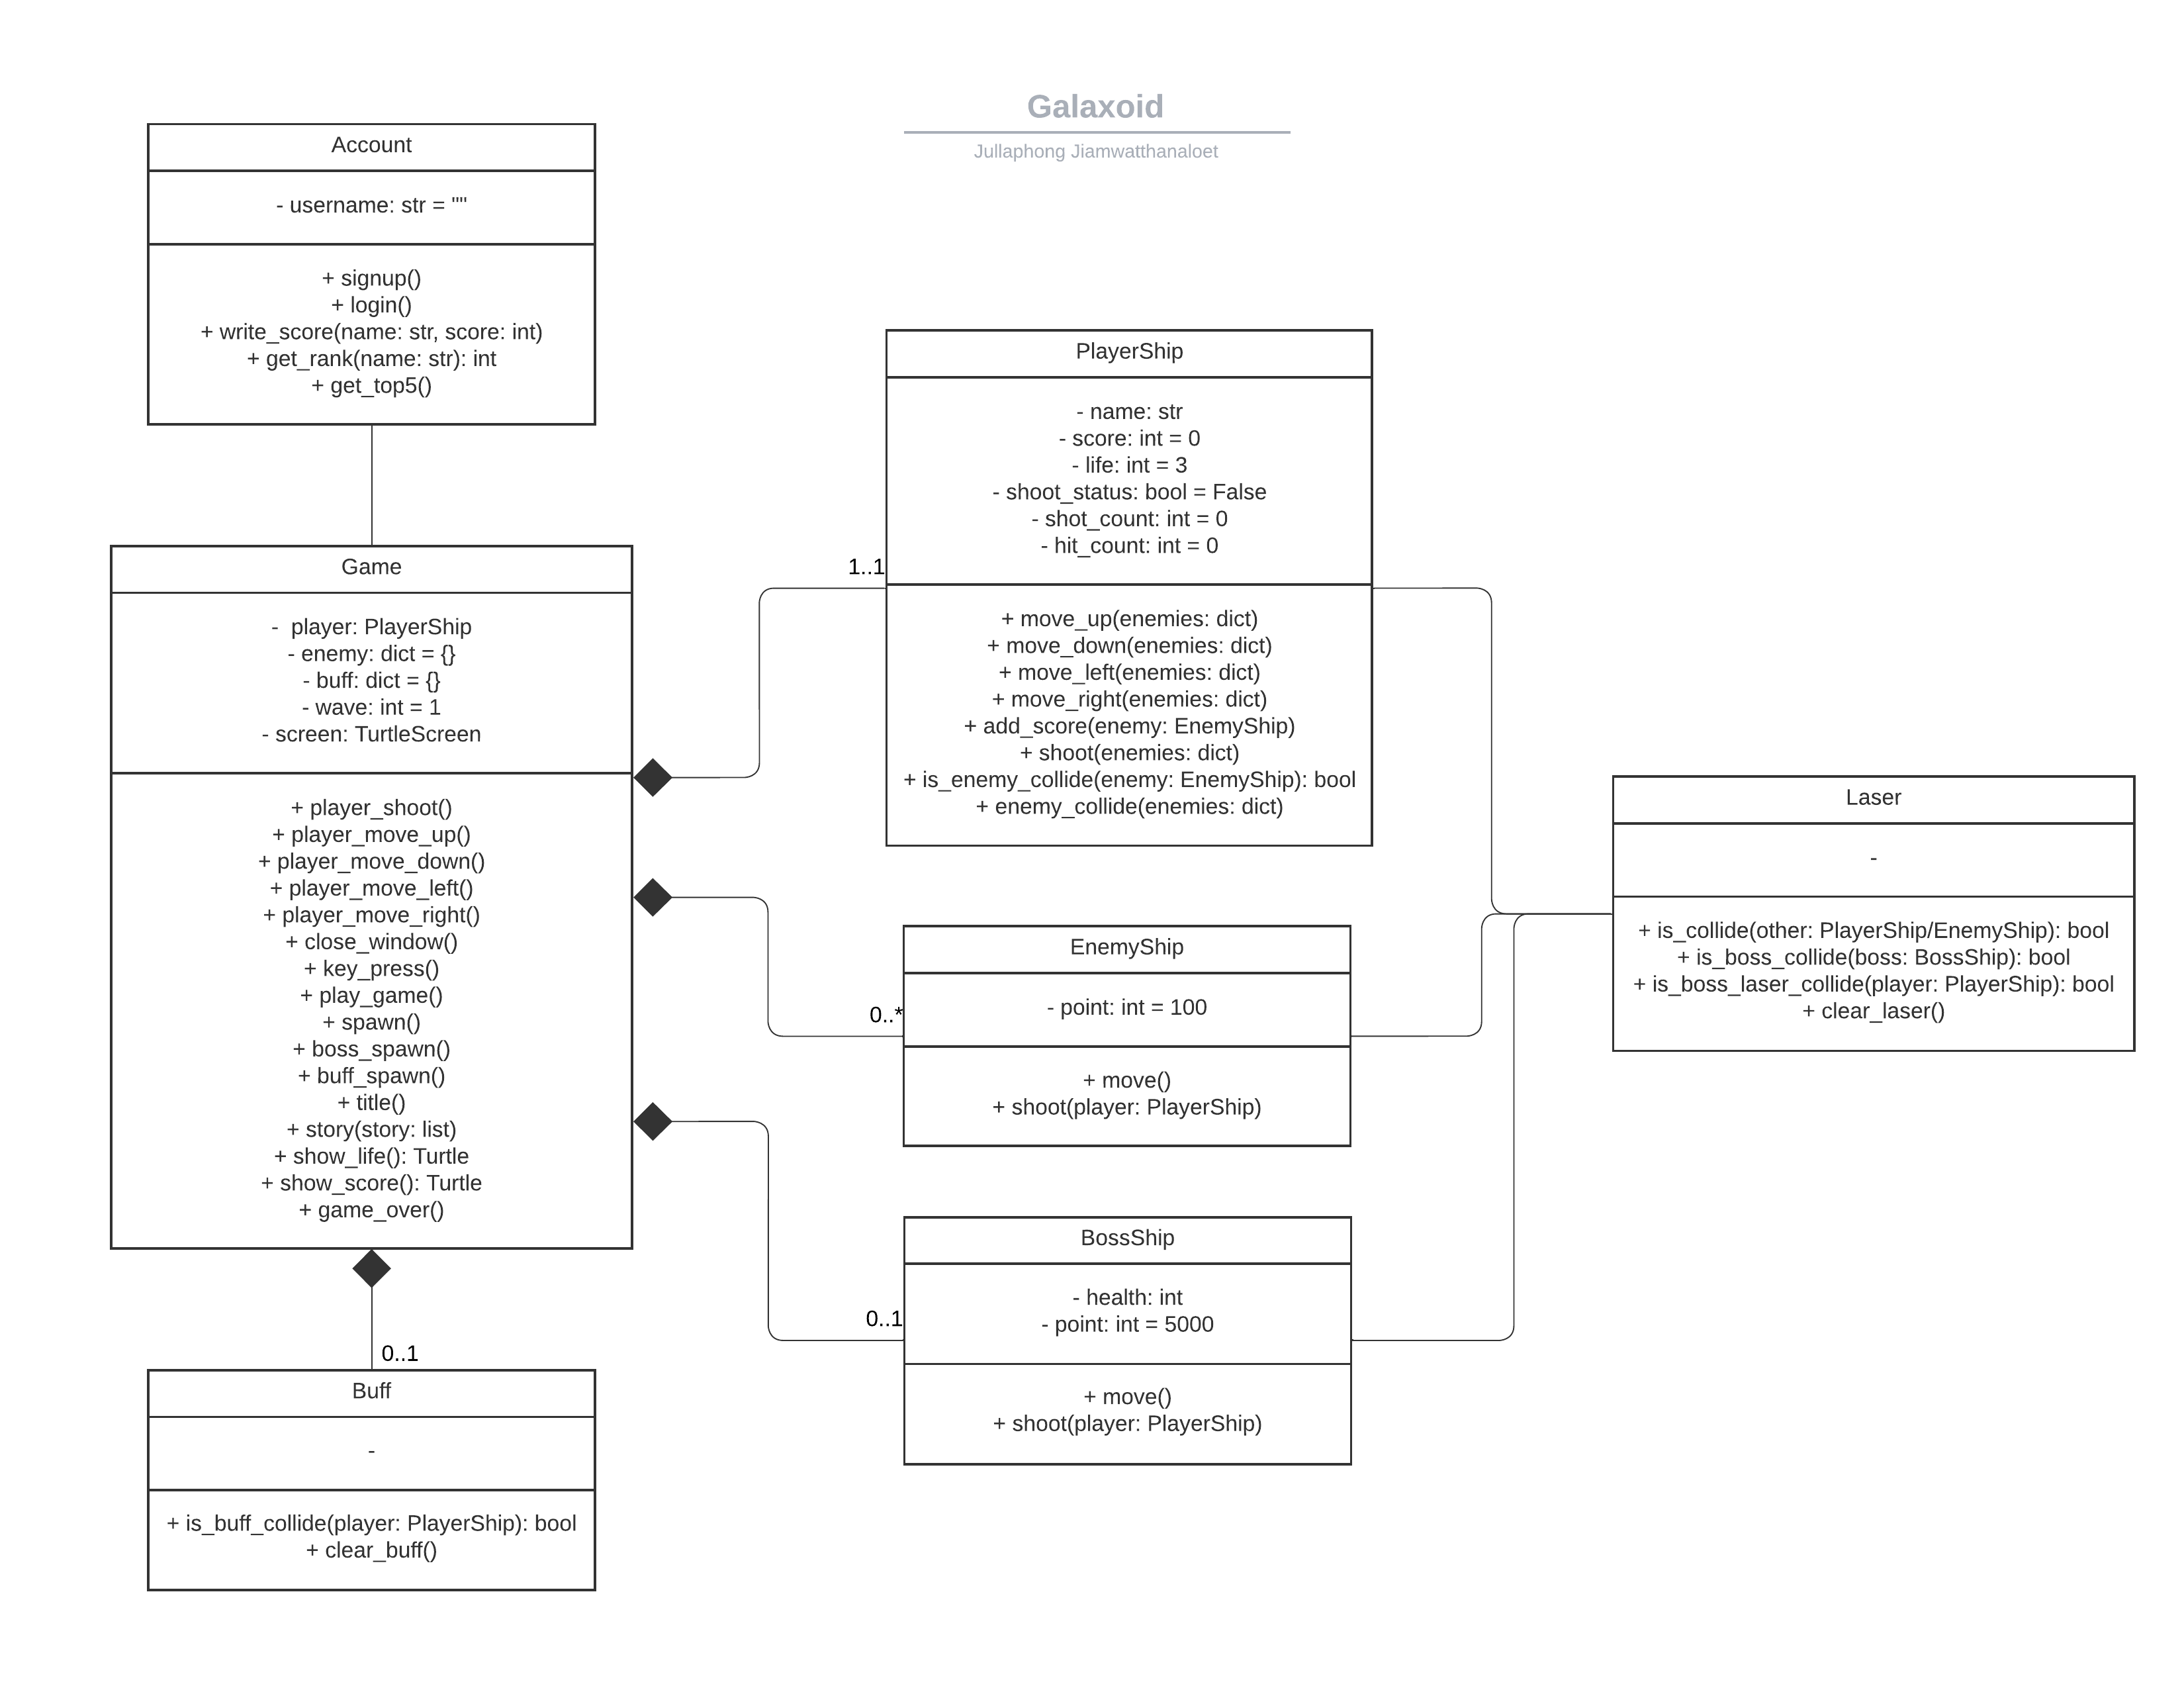 Galaxoid
Jullaphong Jiamwatthanaloet
Account
- username: str = ""
+ signup()
+ login()
+ write_score(name: str, score: int)
+ get_rank(name: str): int
+ get_top5()
Game
-  player: PlayerShip
- enemy: dict = {}
- buff: dict = {}
- wave: int = 1
- screen: TurtleScreen
+ player_shoot()
+ player_move_up()
+ player_move_down()
+ player_move_left()
+ player_move_right()
+ close_window()
+ key_press()
+ play_game()
+ spawn()
+ boss_spawn()
+ buff_spawn()
+ title()
+ story(story: list)
+ show_life(): Turtle
+ show_score(): Turtle
+ game_over()
0..1
Buff
-
+ is_buff_collide(player: PlayerShip): bool
+ clear_buff()
1..1
PlayerShip
- name: str
- score: int = 0
- life: int = 3
- shoot_status: bool = False
- shot_count: int = 0
- hit_count: int = 0
+ move_up(enemies: dict)
+ move_down(enemies: dict)
+ move_left(enemies: dict)
+ move_right(enemies: dict)
+ add_score(enemy: EnemyShip)
+ shoot(enemies: dict)
+ is_enemy_collide(enemy: EnemyShip): bool
+ enemy_collide(enemies: dict)
0..*
EnemyShip
- point: int = 100
+ move()
+ shoot(player: PlayerShip)
0..1
BossShip
- health: int
- point: int = 5000
+ move()
+ shoot(player: PlayerShip)
Laser
-
+ is_collide(other: PlayerShip/EnemyShip): bool
+ is_boss_collide(boss: BossShip): bool
+ is_boss_laser_collide(player: PlayerShip): bool
+ clear_laser()